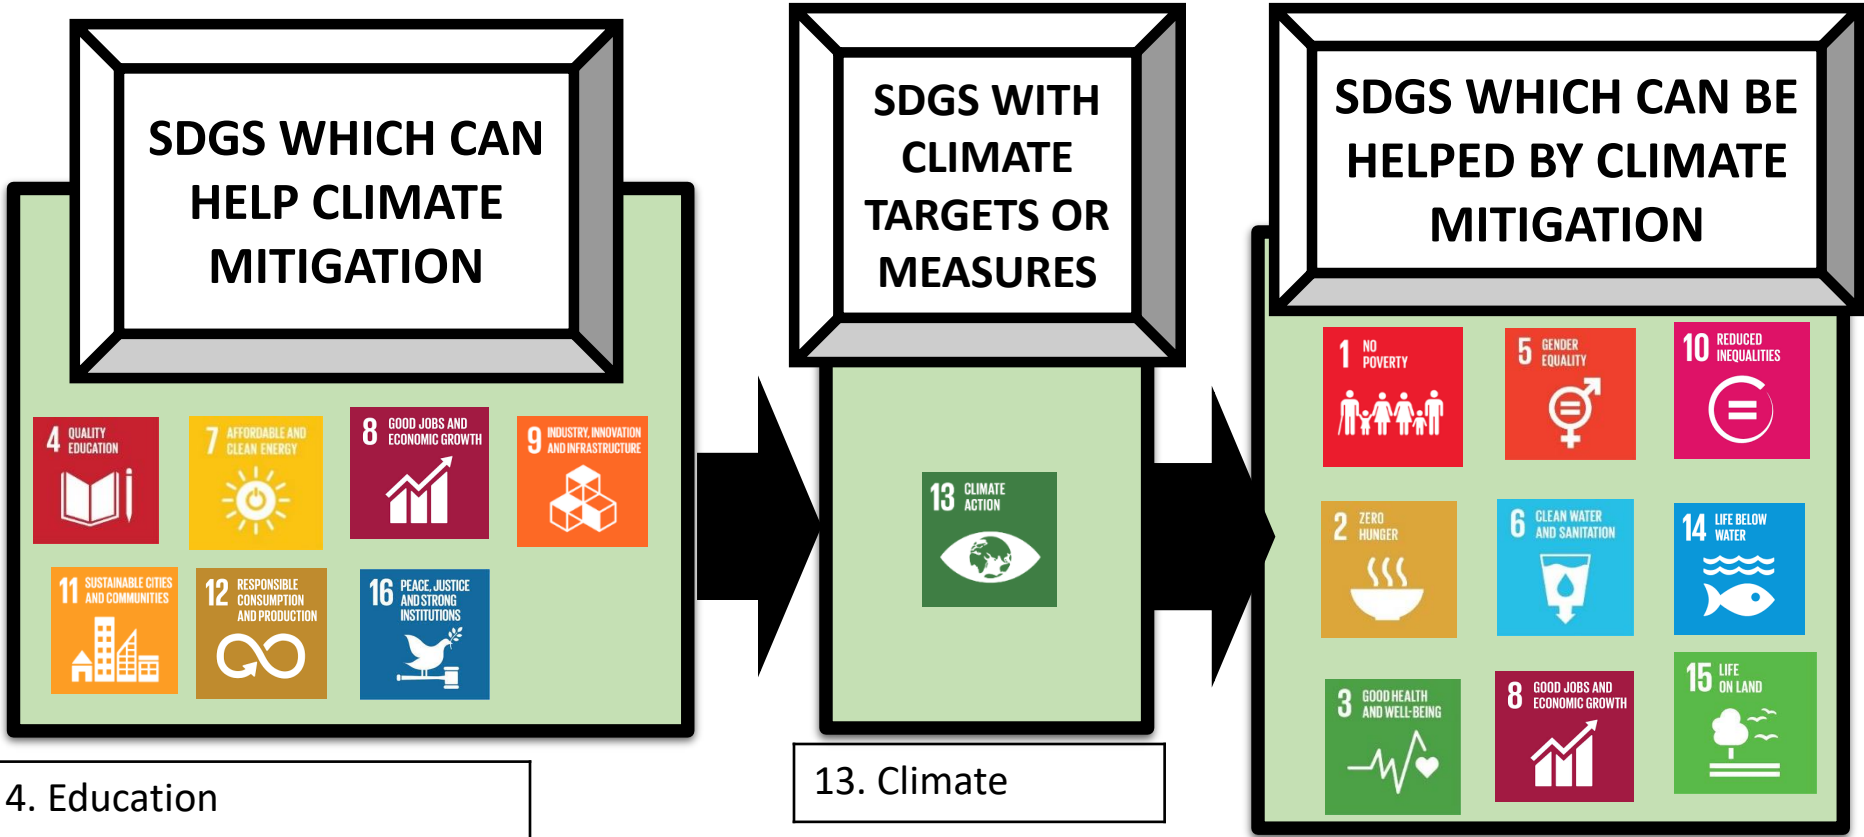 SDGS WHICH CAN
HELP CLIMATE
MITIGATION
4 QUALITY
EDUCATION
7 AFFORDABLE AND
CLEAN ENERGY
8 GOOD JOBS AND
ECONOMIC GROWTH
9 INDUSTRY, INNOVATION
AND INFRASTRUCTURE
11 SUSTAINABLE CITIES
AND COMMUNITIES
12 RESPONSIBLE
CONSUMPTION
AND PRODUCTION
16 PEACE, JUSTICE
AND STRONG
INSTITUTIONS
4. Education
SDGS WITH
CLIMATE
TARGETS OR
MEASURES
13 CLIMATE
ACTION
13. Climate
SDGS WHICH CAN BE
HELPED BY CLIMATE
MITIGATION
1 NO
POVERTY
5 GENDER
EQUALITY
10 REDUCED
INEQUALITIES
2 ZERO
HUNGER
6 CLEAN WATER
AND SANITATION
14 LIFE BELOW
WATER
3 GOOD HEALTH
AND WELL-BEING
8 GOOD JOBS AND
ECONOMIC GROWTH
15 LIFE
ON LAND